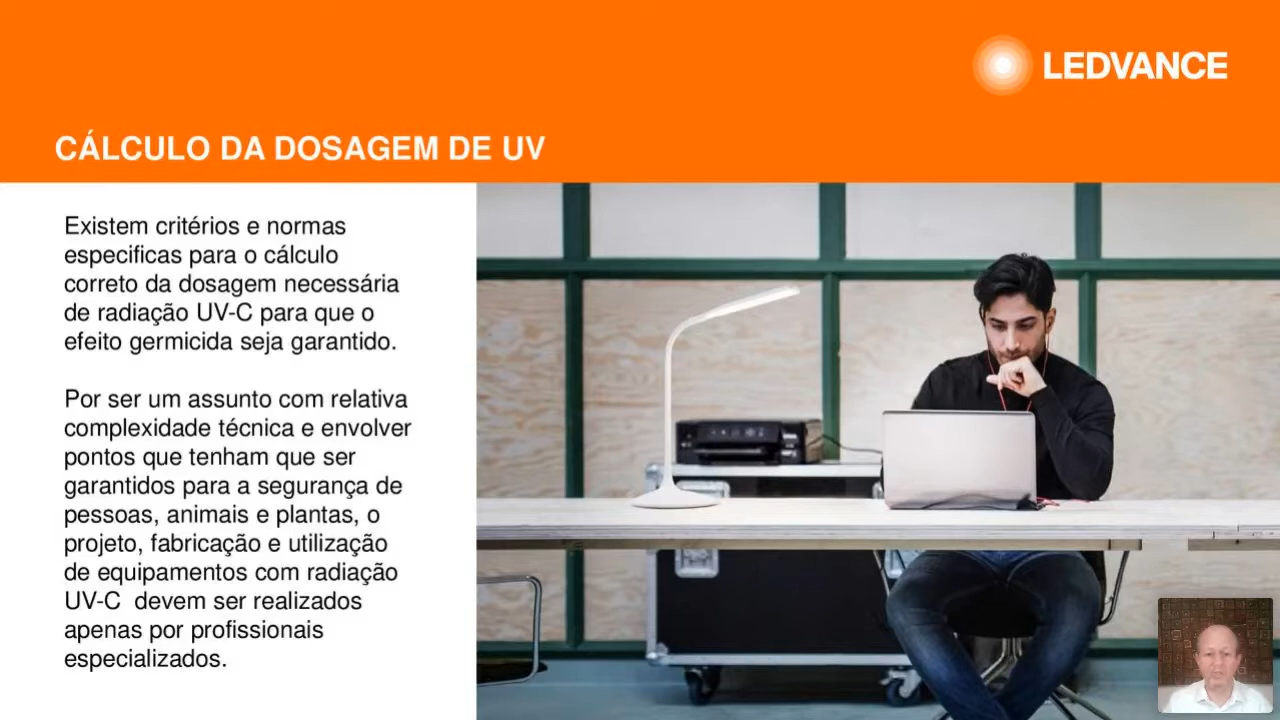 LEDVANCE
CÁLCULO DA DOSAGEM DE UV
Existem critérios e normas
especificas para o cálculo
correto da dosagem necessária
de radiação UV-C para que o
efeito germicida seja garantido.
Por ser um assunto com relativa
complexidade técnica e envolver
pontos que tenham que ser
garantidos para a segurança de
pessoas, animais e plantas, o
projeto, fabricação e utilização
de equipamentos com radiação
UV-C  devem ser realizados
apenas por profissionais
especializados.